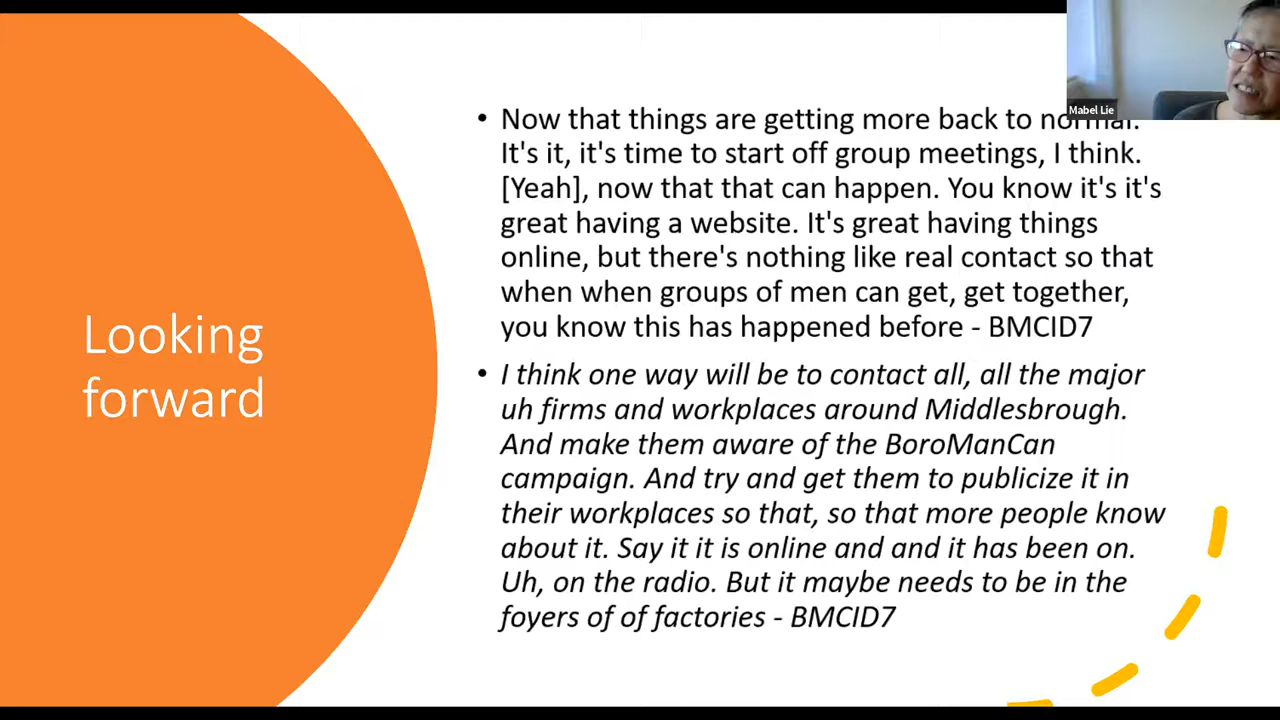 Mabel Lie
Looking
forward
• Now that things are getting more back to normal.
It's it, it's time to start off group meetings, I think.
[Yeah], now that that can happen. You know it's it's
great having a website. It's great having things
online, but there's nothing like real contact so that
when when groups of men can get, get together,
you know this has happened before - BMCID7
• I think one way will be to contact all, all the major
uh firms and workplaces around Middlesbrough.
And make them aware of the BoroManCan
campaign. And try and get them to publicize it in
their workplaces so that, so that more people know
about it. Say it it is online and and it has been on.
Uh, on the radio. But it maybe needs to be in the
foyers of of factories - BMCID7